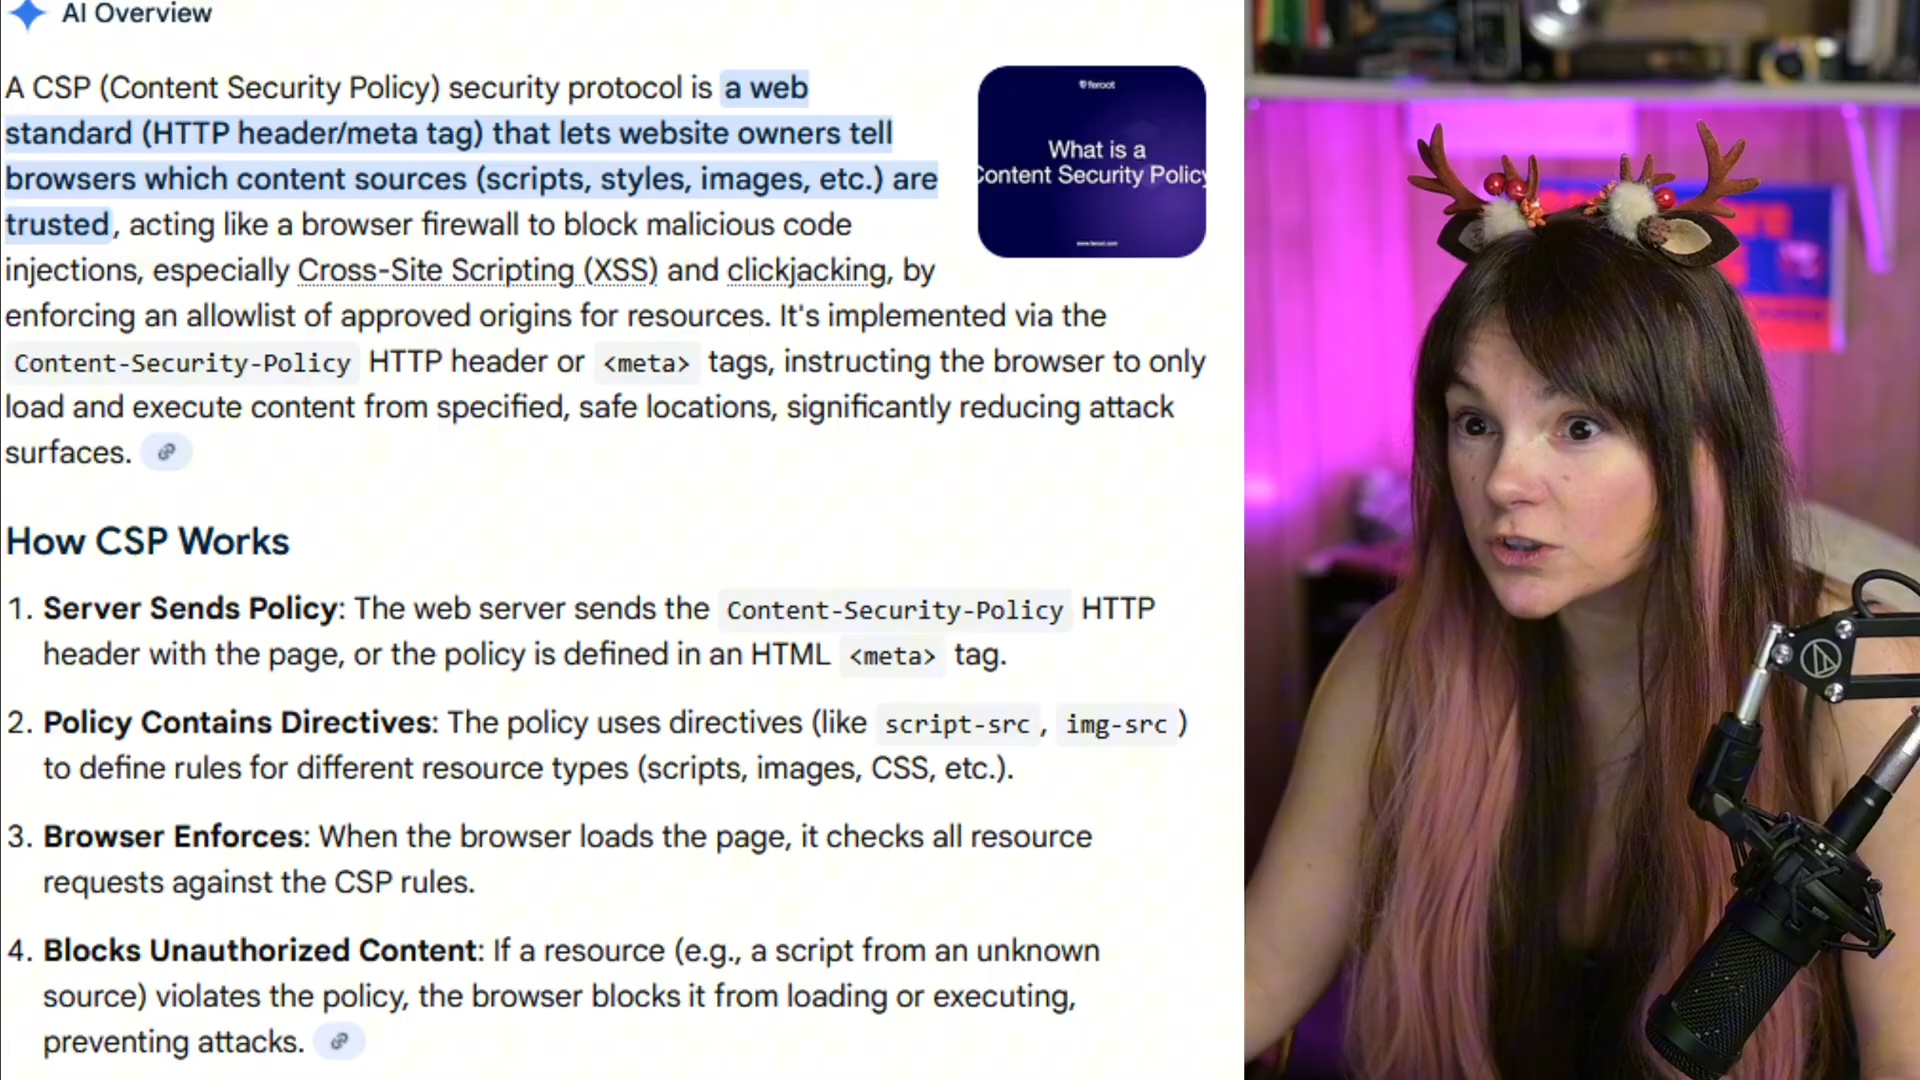 AI Overview
A CSP (Content Security Policy) security protocol is a web
standard (HTTP header/meta tag) that lets website owners tell
browsers which content sources (scripts, styles, images, etc.) are
trusted, acting like a browser firewall to block malicious code
injections, especially Cross-Site Scripting (XSS) and clickjacking, by
enforcing an allowlist of approved origins for resources. It's implemented via the
Content-Security-Policy HTTP header or <meta> tags, instructing the browser to only
load and execute content from specified, safe locations, significantly reducing attack
surfaces.
feroot
What is a
Content Security Policy
www.feroot.com
How CSP Works
1. Server Sends Policy: The web server sends the Content-Security-Policy HTTP
header with the page, or the policy is defined in an HTML <meta> tag.
2. Policy Contains Directives: The policy uses directives (like script-src, img-src)
to define rules for different resource types (scripts, images, CSS, etc.).
3. Browser Enforces: When the browser loads the page, it checks all resource
requests against the CSP rules.
4. Blocks Unauthorized Content: If a resource (e.g., a script from an unknown
source) violates the policy, the browser blocks it from loading or executing,
preventing attacks.